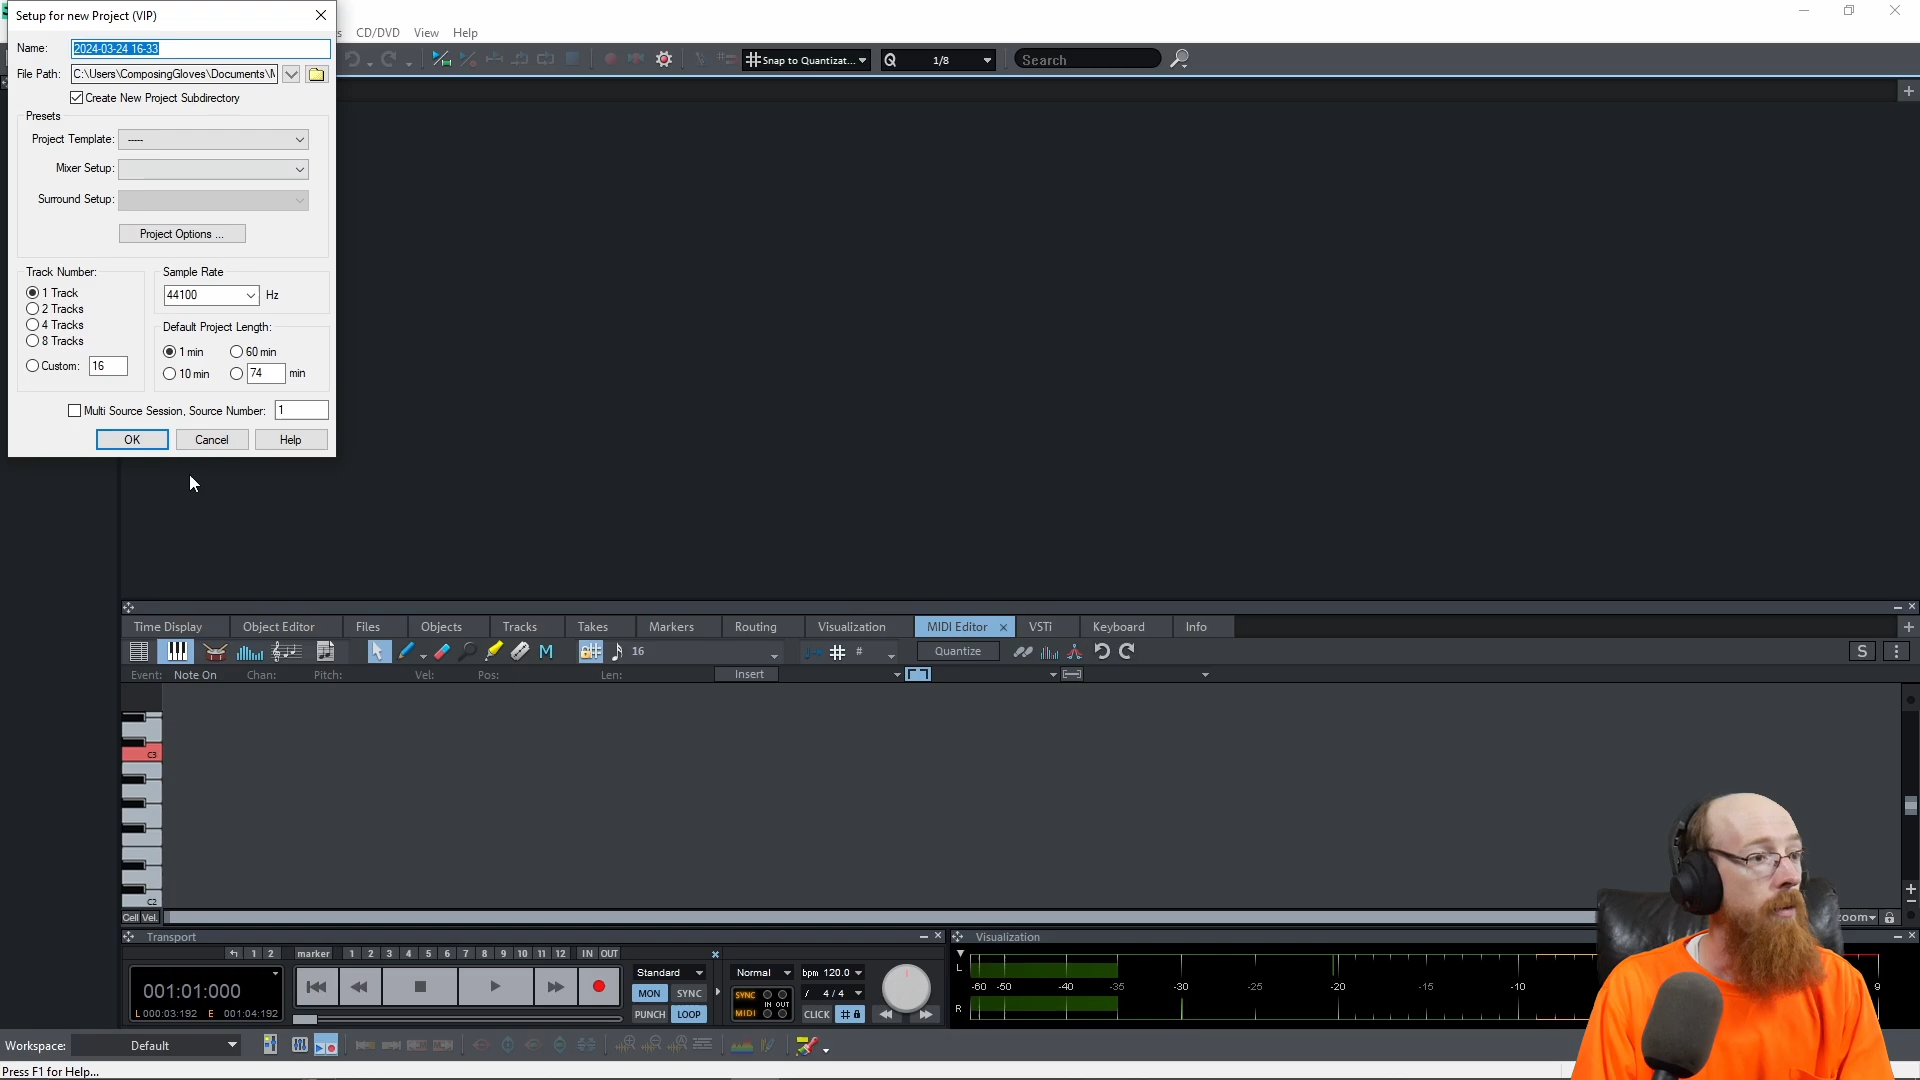 Setup for new Project (VIP)
CD/DVD View Help
Name: 2024-03-24 16-33
File Path: C:\Users\ComposingGloves\Documents\
Snap to Quantizat... Q 1/8 Search
Create New Project Subdirectory
Presets
Project Template: -----
Mixer Setup:
Surround Setup:
Project Options ...
Track Number: Sample Rate
1 Track 44100 Hz
2 Tracks
4 Tracks Default Project Length:
8 Tracks
1 min 60 min
Custom: 16 10 min 74 min
Multi Source Session, Source Number: 1
OK Cancel Help
Time Display Object Editor Files Objects Tracks Takes Markers Routing Visualization MIDI Editor VSTi Keyboard Info
M 16 # Quantize S
Event: Note On Chan: Pitch: Vel: Pos: Len: Insert
C3
C2
Cell Vel. zoom
Transport Visualization
1 2 marker 1 2 3 4 5 6 7 8 9 10 11 12 IN OUT
001:01:000 Standard Normal bpm 120.0
MON SYNC SYNC IN OUT / 4/4
L 000:03:192 E 001:04:192 PUNCH LOOP MIDI CLICK #
L
-60 -50 -40 -35 -30 -25 -20 -15 -10 9
R
Workspace: Default
Press F1 for Help...